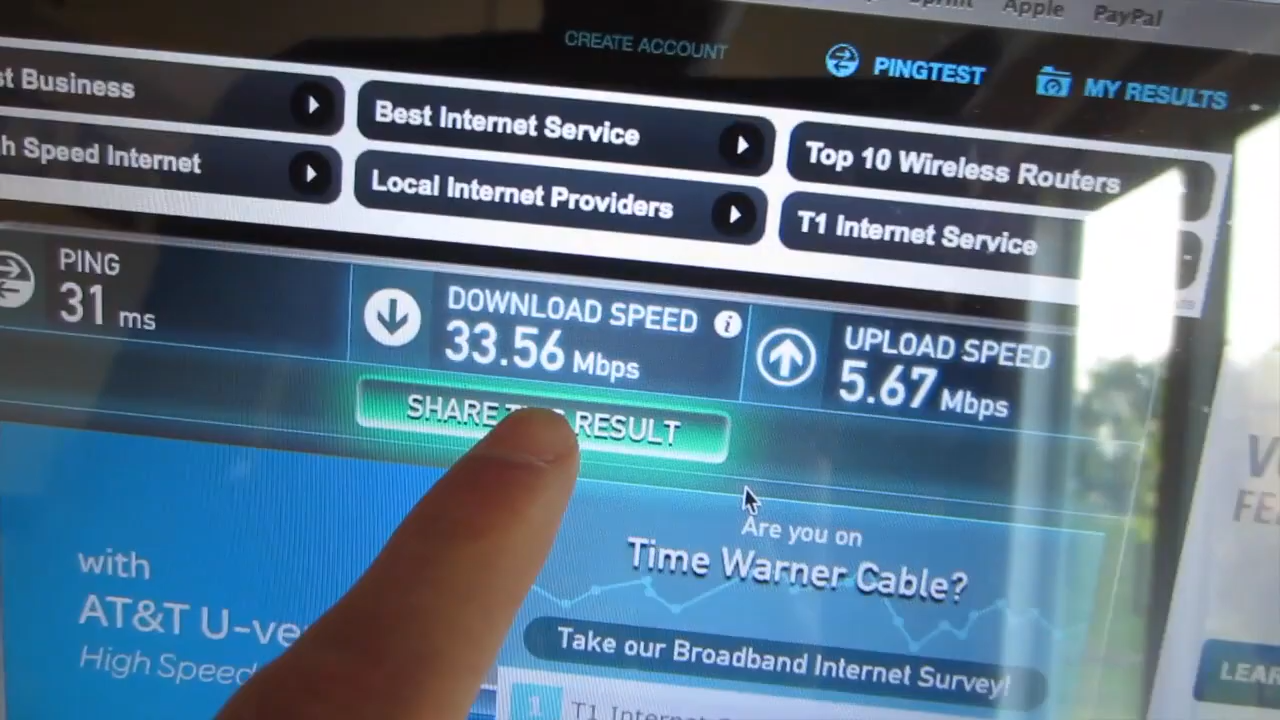 Apple PayPal
CREATE ACCOUNT
PINGTEST
MY RESULTS
st Business
Best Internet Service
Top 10 Wireless Routers
h Speed Internet
Local Internet Providers
T1 Internet Service
PING
31 ms
DOWNLOAD SPEED
33.56 Mbps
UPLOAD SPEED
5.67 Mbps
SHARE RESULT
Are you on
Time Warner Cable?
Take our Broadband Internet Survey!
with
AT&T U-ve
High Speed
1
T1 Internet
FE
LEAR